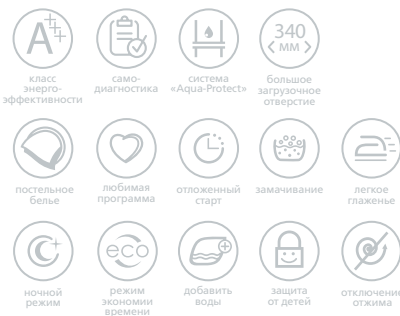 A+++
340
мм
класс
энерго-
эффективности
само-
диагностика
система
«Aqua-Protect»
большое
загрузочное
отверстие
постельное
белье
любимая
программа
отложенный
старт
замачивание
легкое
глаженье
eco
ночной
режим
режим
экономии
времени
добавить
воды
защита
от детей
отключение
отжима